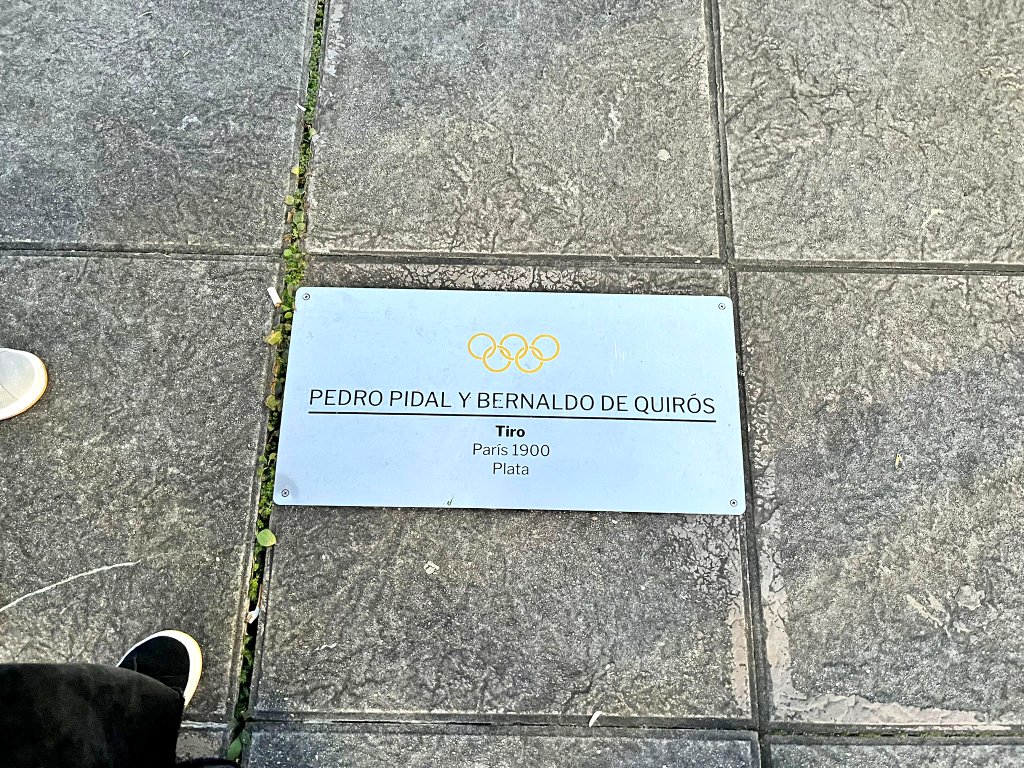 PEDRO PIDAL Y BERNALDO DE QUIRÓS
Tiro
París 1900
Plata